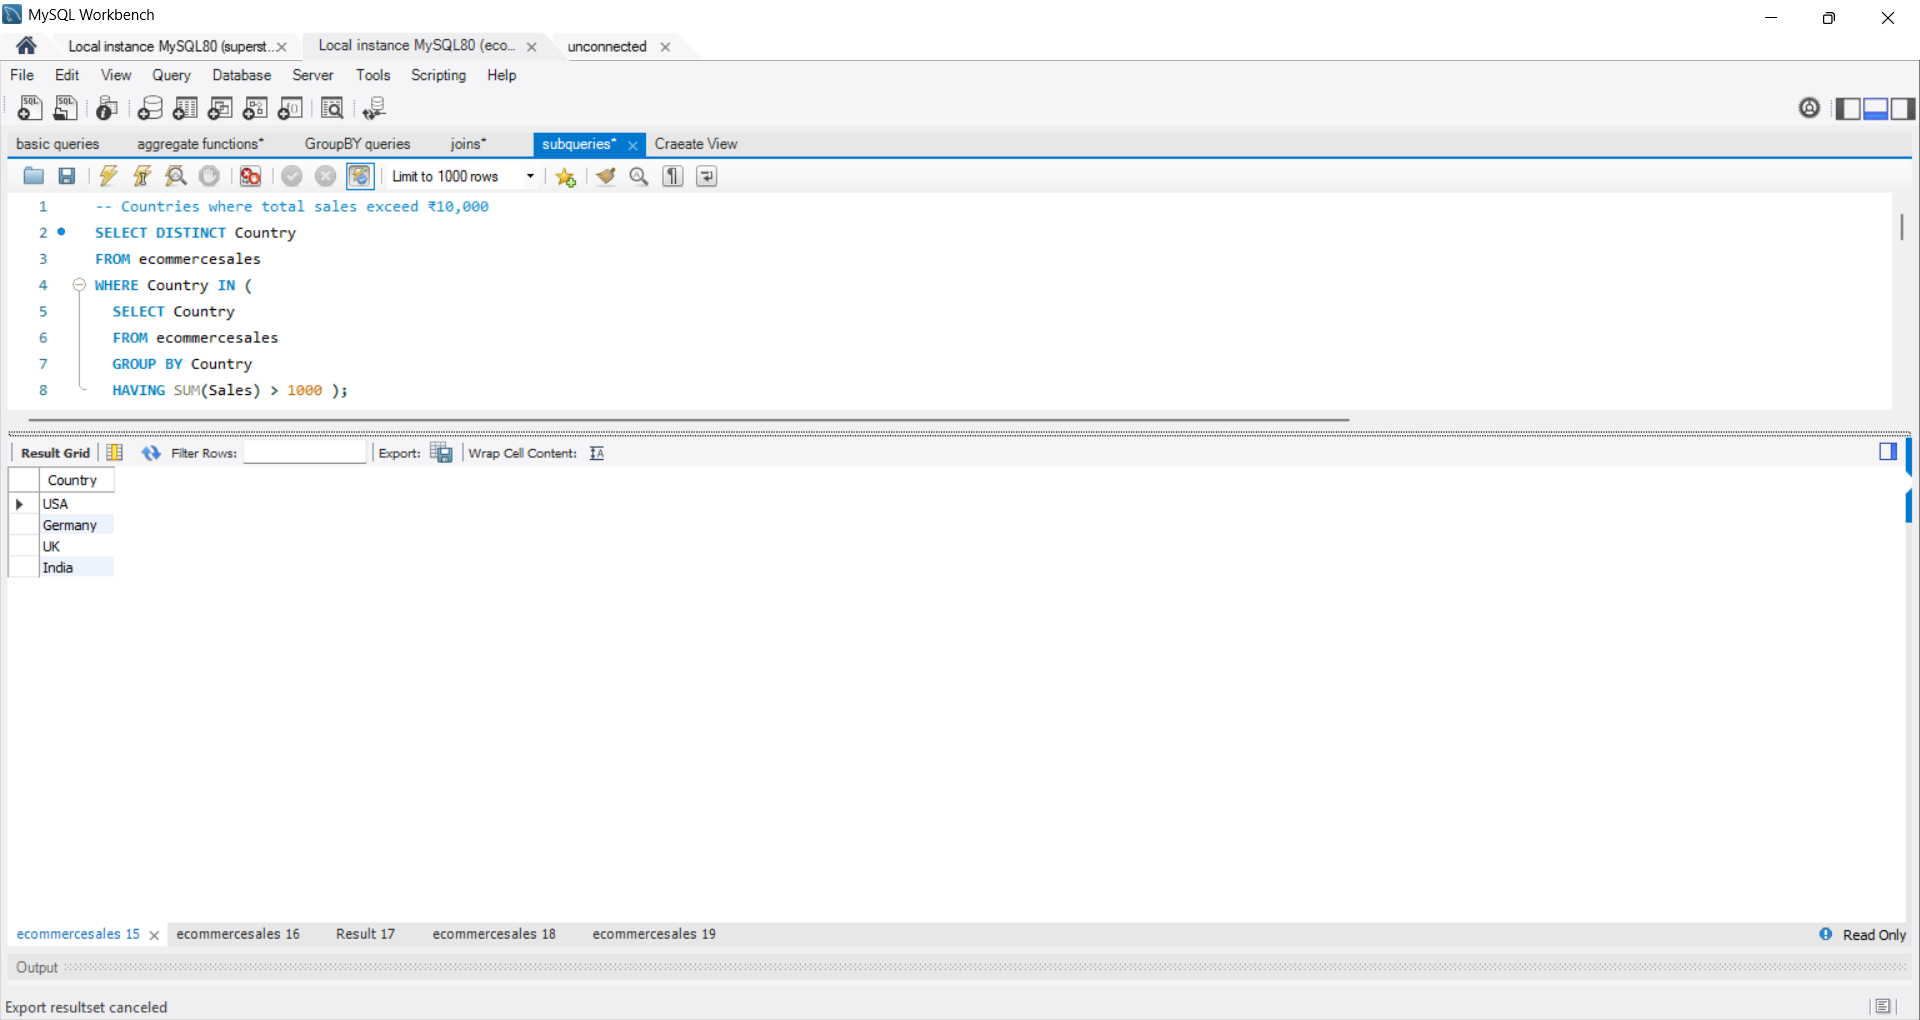 MySQL Workbench
Local instance MySQL80 (superst... Local instance MySQL80 (eco... unconnected
File Edit View Query Database Server Tools Scripting Help
basic queries aggregate functions* GroupBY queries joins* subqueries* Craeate View
Limit to 1000 rows
1 -- Countries where total sales exceed ₹10,000
2 SELECT DISTINCT Country
3 FROM ecommercesales
4 WHERE Country IN (
5 SELECT Country
6 FROM ecommercesales
7 GROUP BY Country
8 HAVING SUM(Sales) > 1000 );
Result Grid Filter Rows: Export: Wrap Cell Content:
Country
USA
Germany
UK
India
ecommercesales 15 ecommercesales 16 Result 17 ecommercesales 18 ecommercesales 19 Read Only
Output
Export resultset canceled